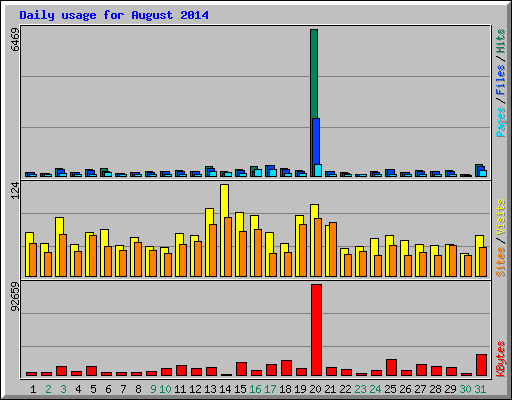 Daily usage for August 2014
6469
Pages / Files / Hits
124
Sites / Visits
92659
KBytes
1 2 3 4 5 6 7 8 9 10 11 12 13 14 15 16 17 18 19 20 21 22 23 24 25 26 27 28 29 30 31